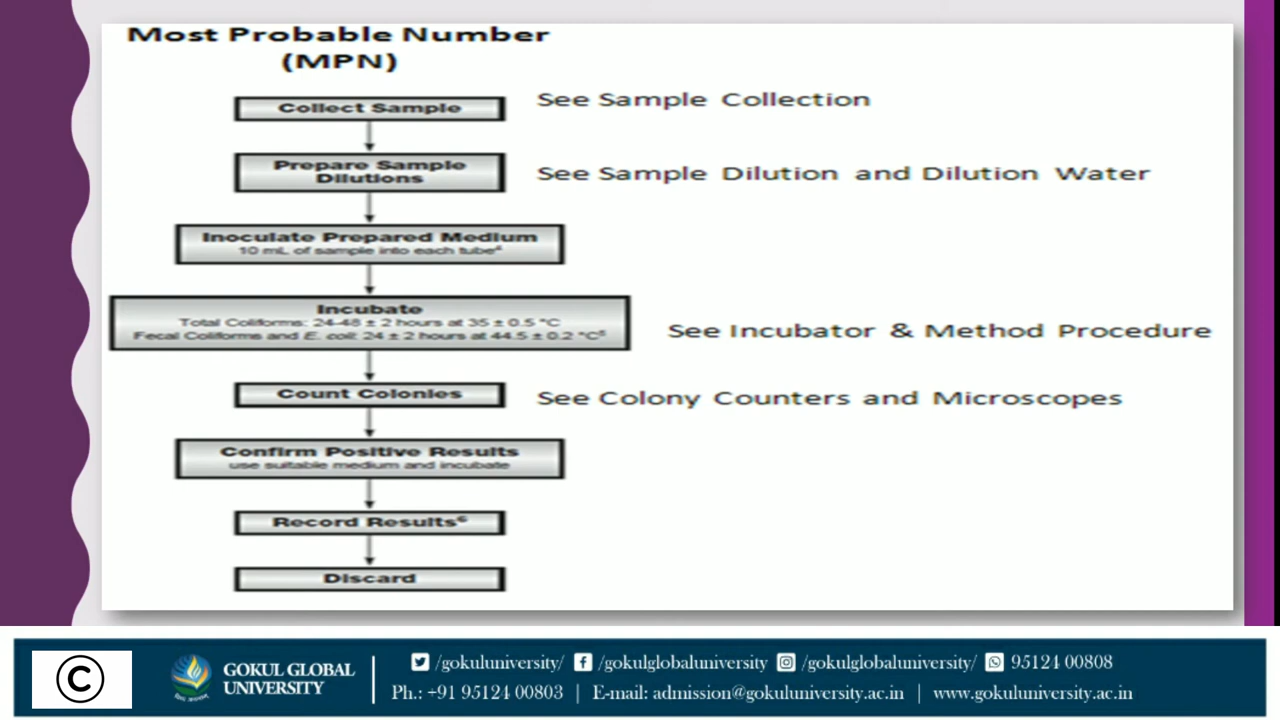 Most Probable Number
(MPN)
Collect Sample
See Sample Collection
Prepare Sample
Dilutions
See Sample Dilution and Dilution Water
Inoculate Prepared Medium
10 mL of sample into each tube⁴
Incubate
Total Coliforms: 24-48 ± 2 hours at 35 ± 0.5 °C
Fecal Coliforms and E. coli: 24 ± 2 hours at 44.5 ± 0.2 °C⁵
See Incubator & Method Procedure
Count Colonies
See Colony Counters and Microscopes
Confirm Positive Results
use suitable medium and incubate
Record Results⁶
Discard
©
GOKUL GLOBAL
UNIVERSITY
/gokuluniversity/ /gokulglobaluniversity /gokulglobaluniversity/ 95124 00808
Ph.: +91 95124 00803 | E-mail: admission@gokuluniversity.ac.in | www.gokuluniversity.ac.in